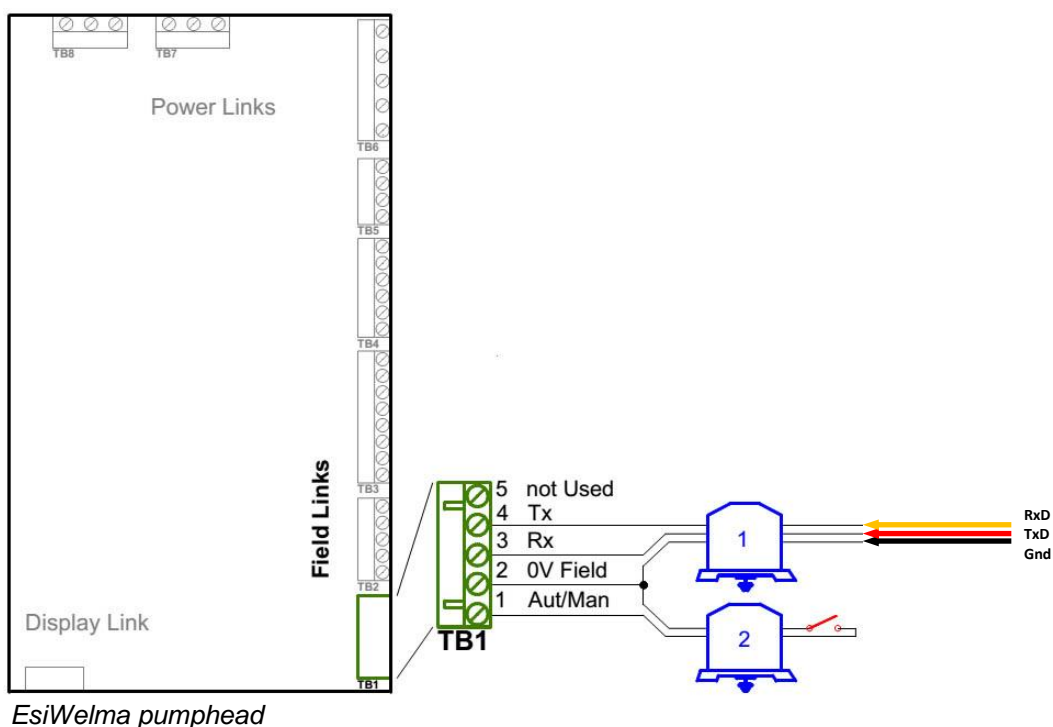 TB8
TB7
Power Links
TB6
TB5
TB4
TB3
TB2
Field Links
Display Link
TB1
5 not Used
4 Tx
3 Rx
2 0V Field
1 Aut/Man
TB1
1
2
RxD
TxD
Gnd
EsiWelma pumphead